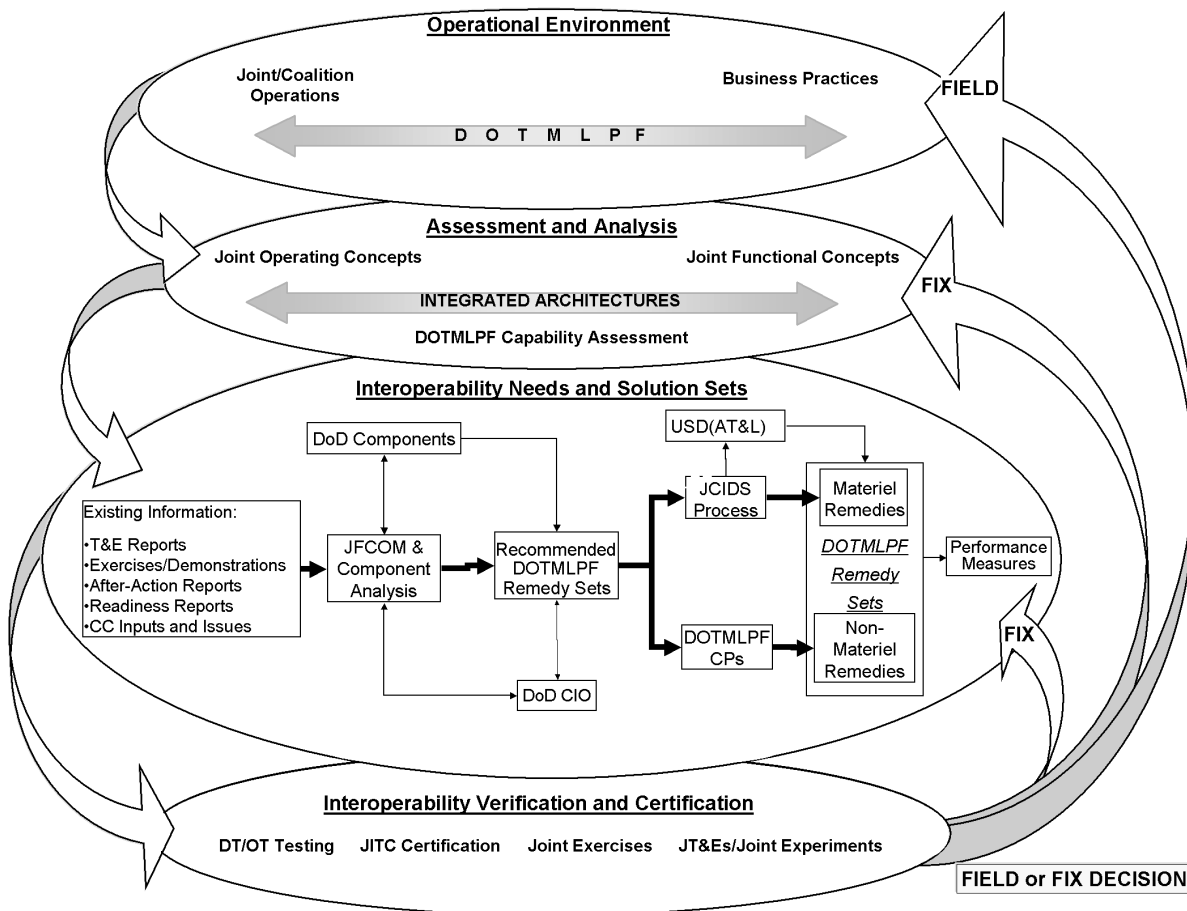 Operational Environment
Joint/Coalition
Operations
Business Practices
FIELD
D O T M L P F
Assessment and Analysis
Joint Operating Concepts
Joint Functional Concepts
FIX
INTEGRATED ARCHITECTURES
DOTMLPF Capability Assessment
Interoperability Needs and Solution Sets
DoD Components
USD(AT&L)
Existing Information:
•T&E Reports
•Exercises/Demonstrations
•After-Action Reports
•Readiness Reports
•CC Inputs and Issues
JFCOM &
Component
Analysis
Recommended
DOTMLPF
Remedy Sets
JCIDS
Process
Materiel
Remedies
DOTMLPF
Remedy
Sets
Performance
Measures
DOTMLPF
CPs
Non-
Materiel
Remedies
FIX
DoD CIO
Interoperability Verification and Certification
DT/OT Testing
JITC Certification
Joint Exercises
JT&Es/Joint Experiments
FIELD or FIX DECISION